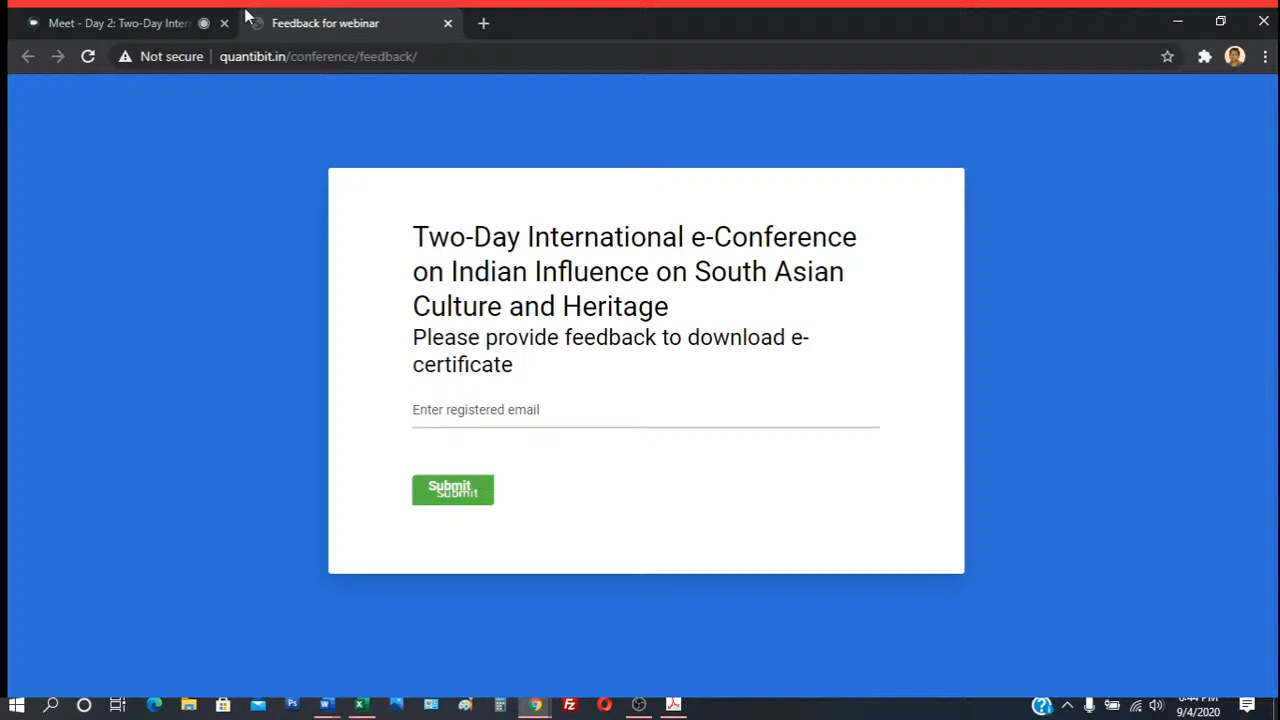 Meet - Day 2: Two-Day Inter
Feedback for webinar
Not secure
quantibit.in/conference/feedback/
Two-Day International e-Conference
on Indian Influence on South Asian
Culture and Heritage
Please provide feedback to download e-
certificate
Enter registered email
Submit
Submit
9/4/2020